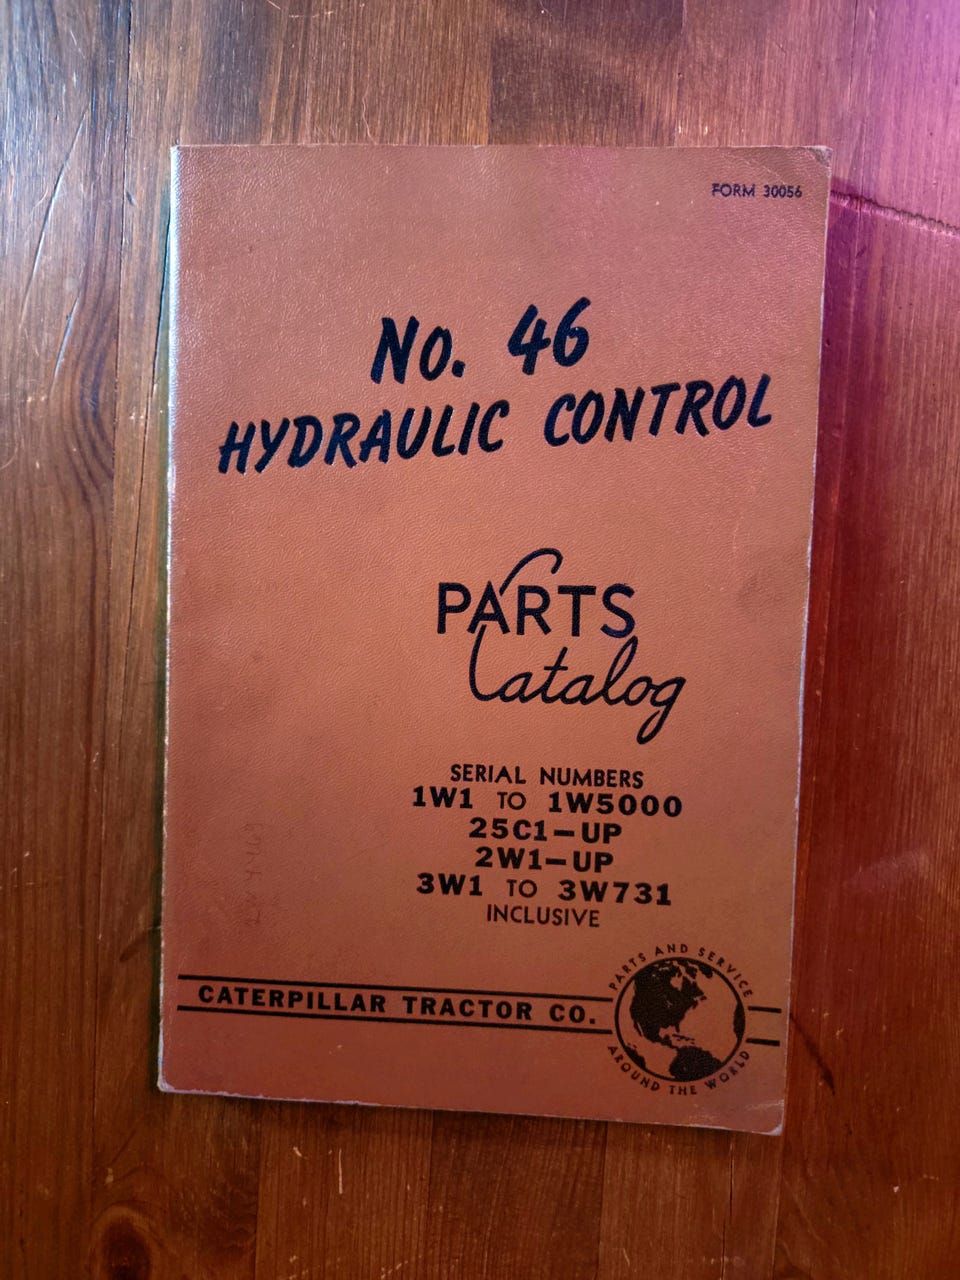 FORM 30056
No. 46
HYDRAULIC CONTROL
PARTS
Catalog
SERIAL NUMBERS
1W1 TO 1W5000
25C1—UP
2W1—UP
3W1 TO 3W731
INCLUSIVE
CATERPILLAR TRACTOR CO.
PARTS AND SERVICE
AROUND THE WORLD